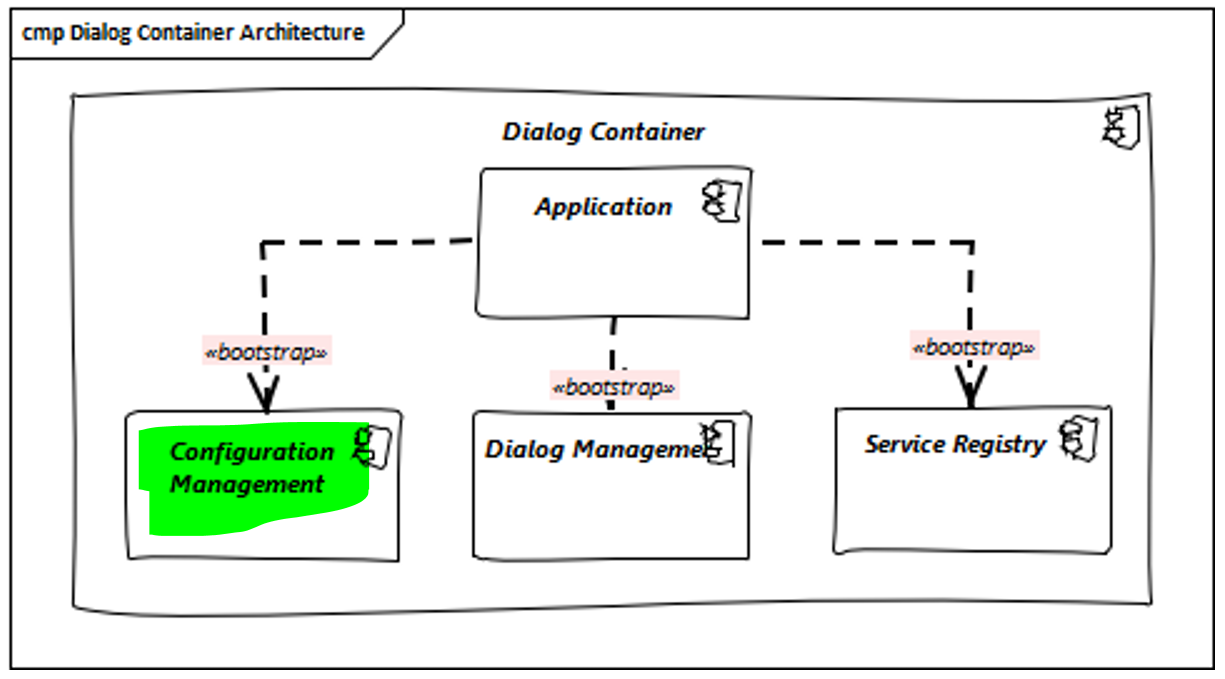 cmp Dialog Container Architecture
Dialog Container
Application
«bootstrap»
«bootstrap»
«bootstrap»
Configuration
Management
Dialog Manageme
Service Registry